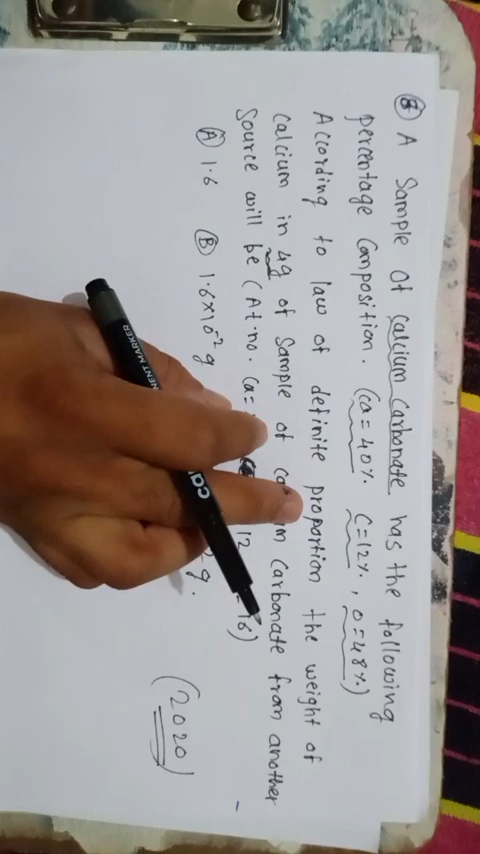 ⑧ A Sample Of Calcium Carbonate has the following
percentage Composition. (Ca=40%. C=12%, O=48%.)
According to law of definite proportion the weight of
Calcium in 4g of Sample of Carbonate from another
Source will be (At.no. Ca= 12 16)
Ⓐ 1.6 Ⓑ 1.6×10⁻² g g.
(2020)
NENT MARKER